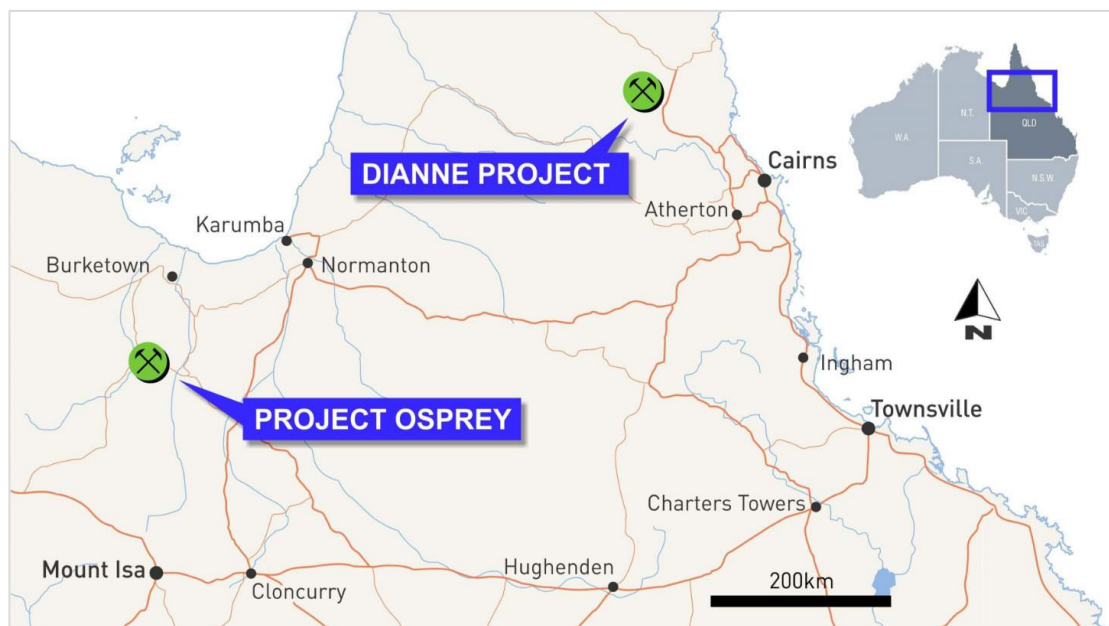 DIANNE PROJECT
Cairns
Atherton
Karumba
Burketown
Normanton
Ingham
PROJECT OSPREY
Townsville
Charters Towers
Mount Isa
Cloncurry
Hughenden
200km
N
W.A.
N.T.
QLD
S.A.
N.S.W.
VIC
TAS